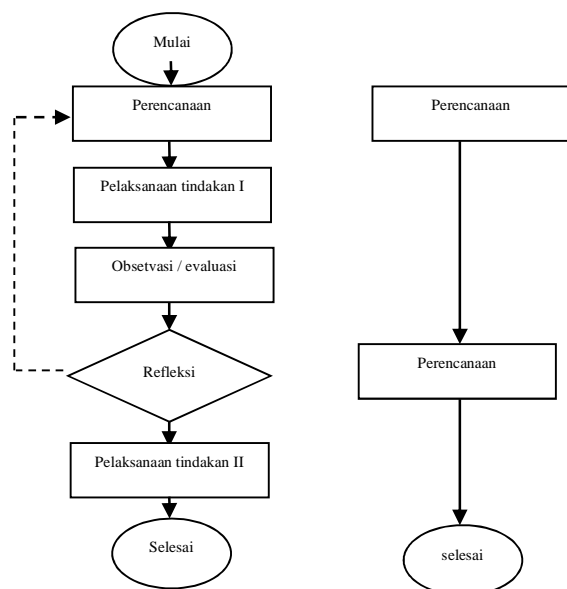 Mulai
Perencanaan
Pelaksanaan tindakan I
Obsetvasi / evaluasi
Refleksi
Pelaksanaan tindakan II
Selesai
Perencanaan
Perencanaan
selesai